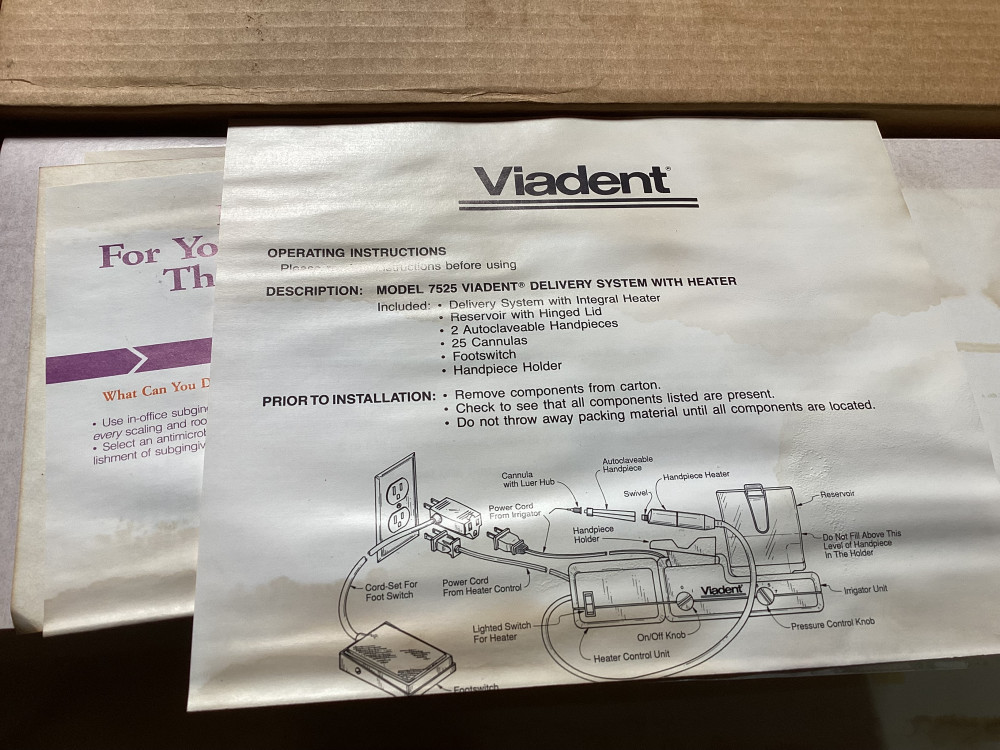 Viadent®
OPERATING INSTRUCTIONS
Please instructions before using
DESCRIPTION: MODEL 7525 VIADENT® DELIVERY SYSTEM WITH HEATER
Included: • Delivery System with Integral Heater
• Reservoir with Hinged Lid
• 2 Autoclaveable Handpieces
• 25 Cannulas
• Footswitch
• Handpiece Holder
PRIOR TO INSTALLATION: • Remove components from carton.
• Check to see that all components listed are present.
• Do not throw away packing material until all components are located.
Cannula
with Luer Hub
Autoclaveable
Handpiece
Handpiece Heater
Swivel
Reservoir
Power Cord
From Irrigator
Handpiece
Holder
Do Not Fill Above This
Level of Handpiece
In The Holder
Cord-Set For
Foot Switch
Power Cord
From Heater Control
Viadent
Irrigator Unit
Lighted Switch
For Heater
On/Off Knob
Pressure Control Knob
Heater Control Unit
Footswitch
For Yo
Th
What Can You D
• Use in-office subgin
every scaling and roo
• Select an antimicrob
lishment of subgingiv